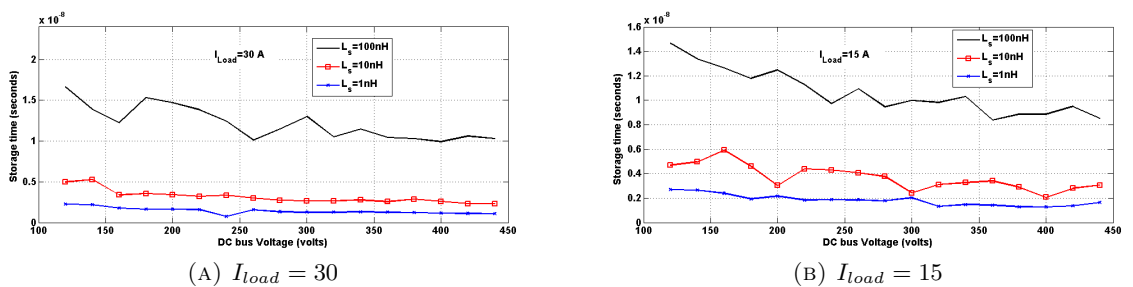 x 10⁻⁸
2
1.5
1
0.5
0
100 150 200 250 300 350 400 450
Storage time (seconds)
DC bus Voltage (volts)
I_Load=30 A
L_s=100nH
L_s=10nH
L_s=1nH
(A) I_load = 30
x 10⁻⁸
1.6
1.4
1.2
1
0.8
0.6
0.4
0.2
0
100 150 200 250 300 350 400 450
Storage time (seconds)
DC bus Voltage (volts)
I_Load=15 A
L_s=100nH
L_s=10nH
L_s=1nH
(B) I_load = 15